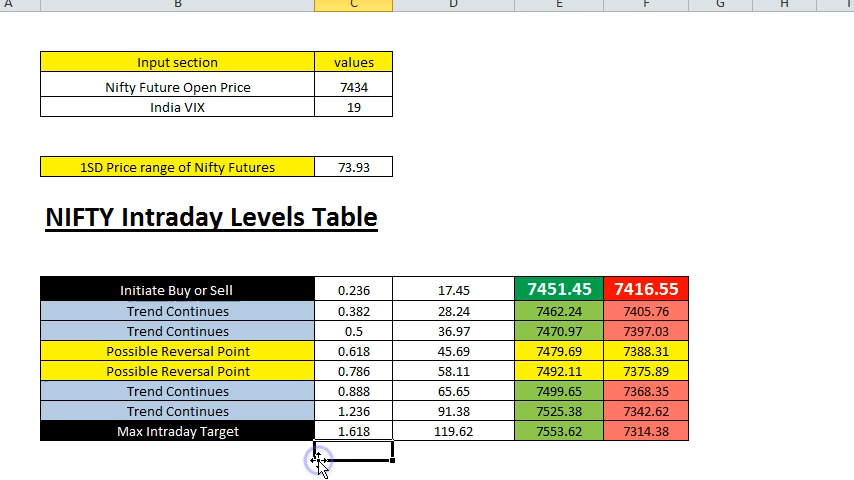 A B C D E F G H I
Input section values
Nifty Future Open Price 7434
India VIX 19
1SD Price range of Nifty Futures 73.93
NIFTY Intraday Levels Table
Initiate Buy or Sell 0.236 17.45 7451.45 7416.55
Trend Continues 0.382 28.24 7462.24 7405.76
Trend Continues 0.5 36.97 7470.97 7397.03
Possible Reversal Point 0.618 45.69 7479.69 7388.31
Possible Reversal Point 0.786 58.11 7492.11 7375.89
Trend Continues 0.888 65.65 7499.65 7368.35
Trend Continues 1.236 91.38 7525.38 7342.62
Max Intraday Target 1.618 119.62 7553.62 7314.38